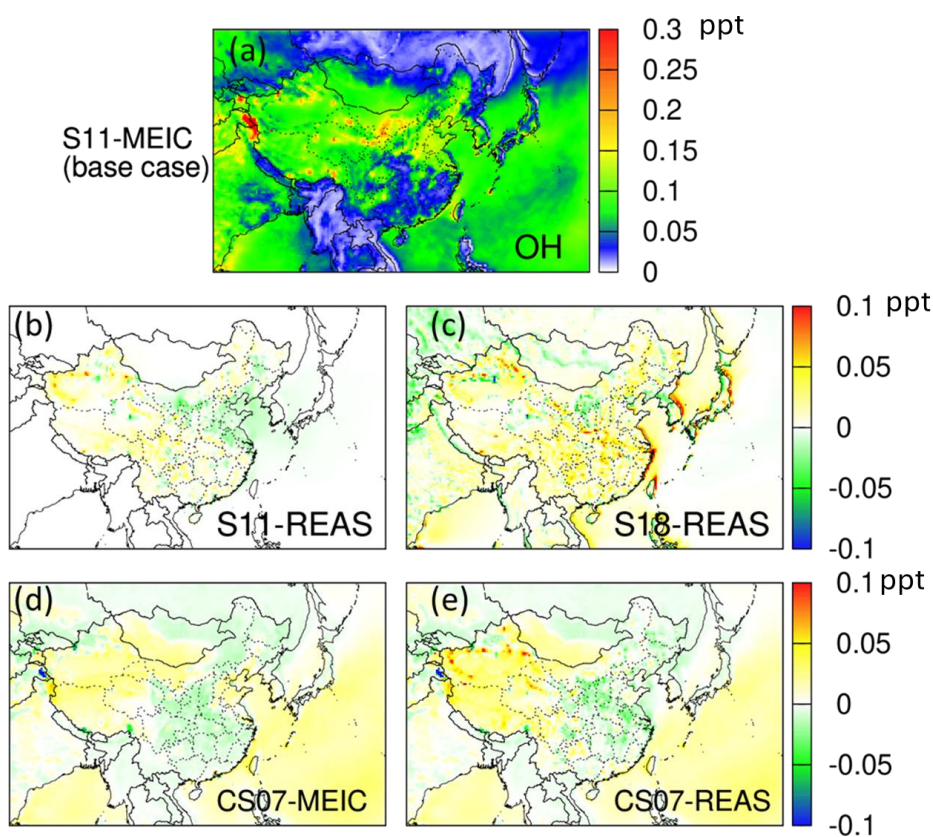 (a)
S11-MEIC
(base case)
OH
0.3 ppt
0.25
0.2
0.15
0.1
0.05
0
(b)
S11-REAS
(c)
S18-REAS
0.1 ppt
0.05
0
-0.05
-0.1
(d)
CS07-MEIC
(e)
CS07-REAS
0.1 ppt
0.05
0
-0.05
-0.1